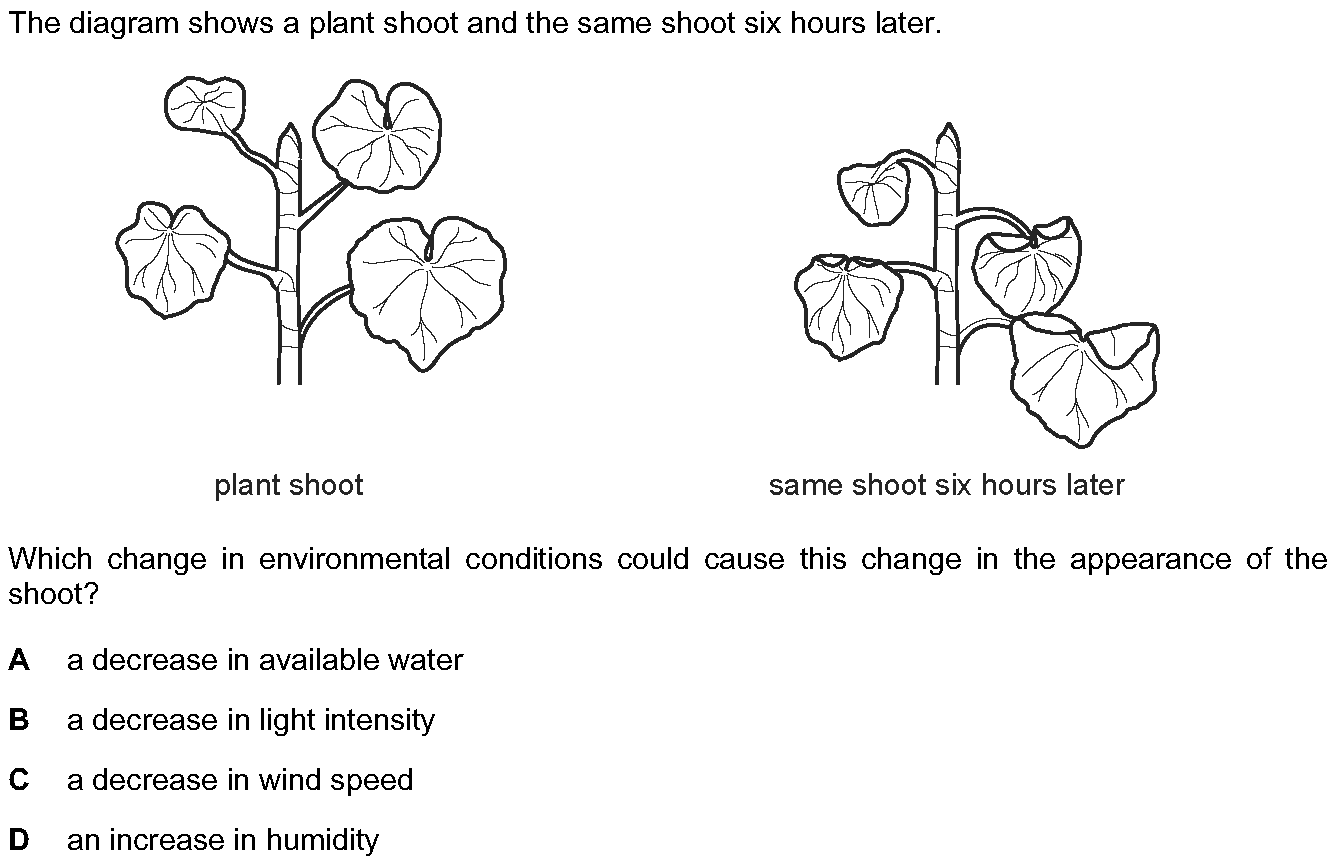 The diagram shows a plant shoot and the same shoot six hours later.
plant shoot
same shoot six hours later
Which change in environmental conditions could cause this change in the appearance of the
shoot?
A a decrease in available water
B a decrease in light intensity
C a decrease in wind speed
D an increase in humidity